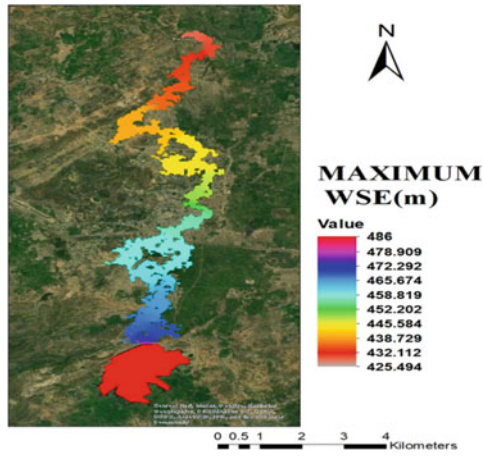 N
MAXIMUM
WSE(m)
Value
486
478.909
472.292
465.674
458.819
452.202
445.584
438.729
432.112
425.494
0 0.5 1 2 3 4
Kilometers